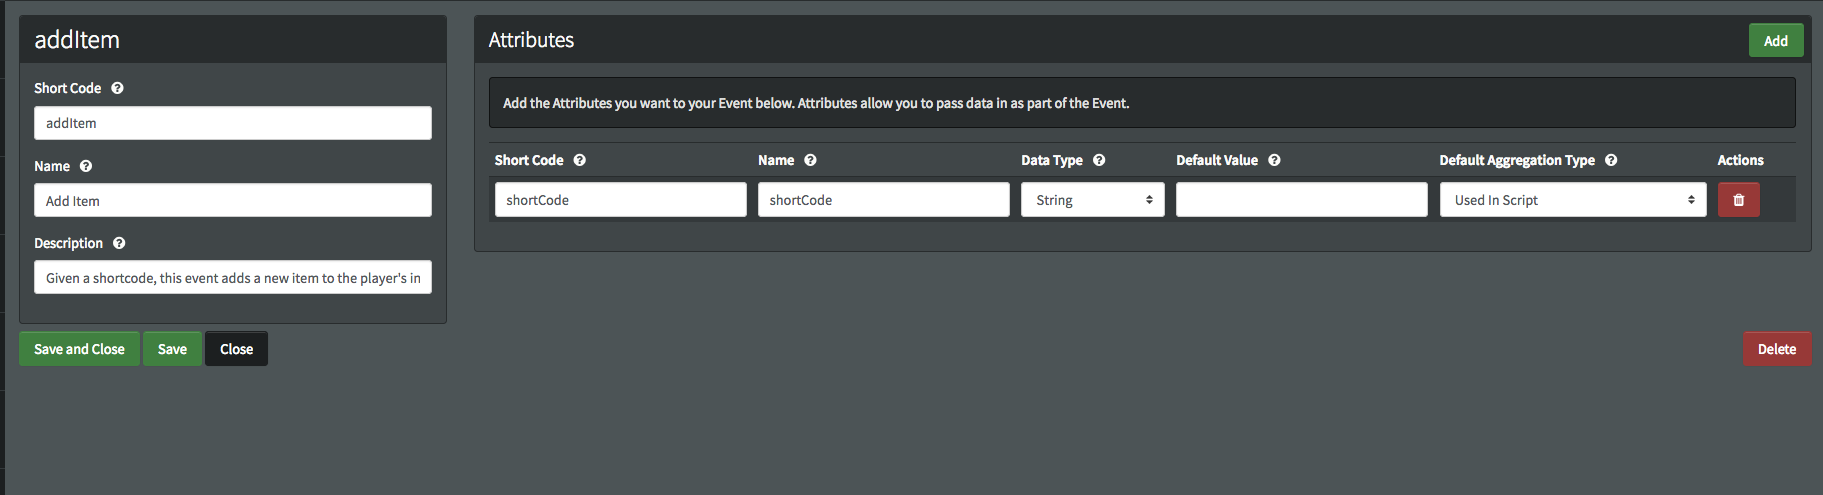 addItem
Short Code
addItem
Name
Add Item
Description
Given a shortcode, this event adds a new item to the player's in
Save and Close Save Close
Attributes Add
Add the Attributes you want to your Event below. Attributes allow you to pass data in as part of the Event.
Short Code Name Data Type Default Value Default Aggregation Type Actions
shortCode shortCode String Used In Script
Delete